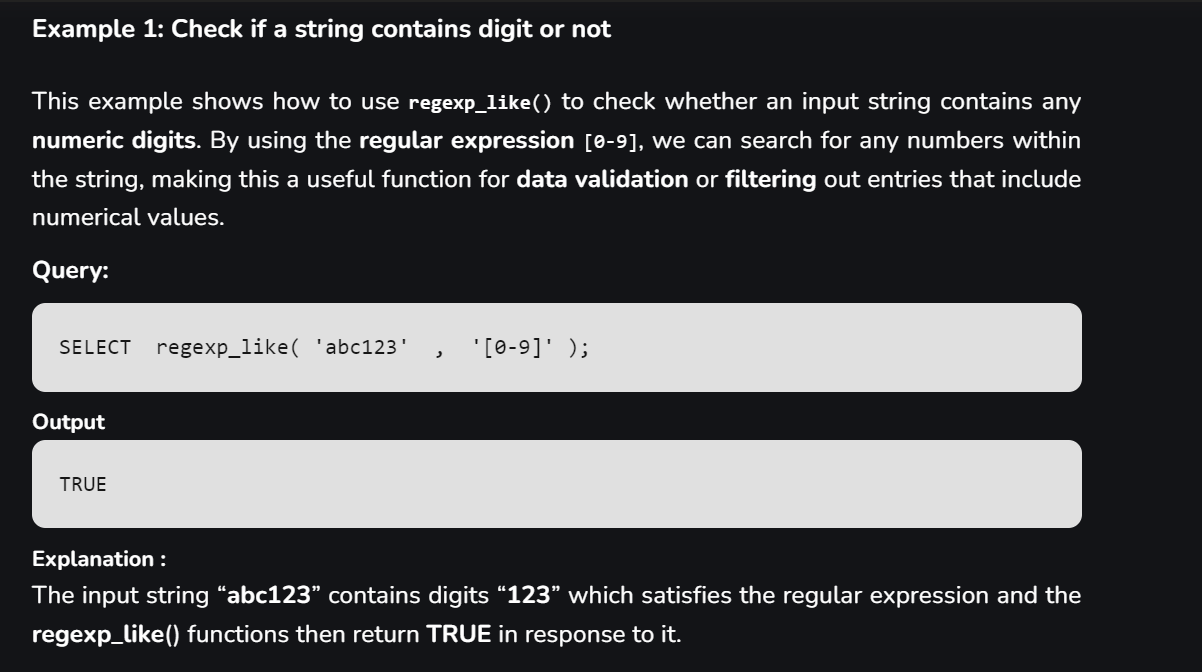 Example 1: Check if a string contains digit or not
This example shows how to use regexp_like() to check whether an input string contains any
numeric digits. By using the regular expression [0-9], we can search for any numbers within
the string, making this a useful function for data validation or filtering out entries that include
numerical values.
Query:
SELECT  regexp_like( 'abc123'  ,  '[0-9]' );
Output
TRUE
Explanation :
The input string “abc123” contains digits “123” which satisfies the regular expression and the
regexp_like() functions then return TRUE in response to it.